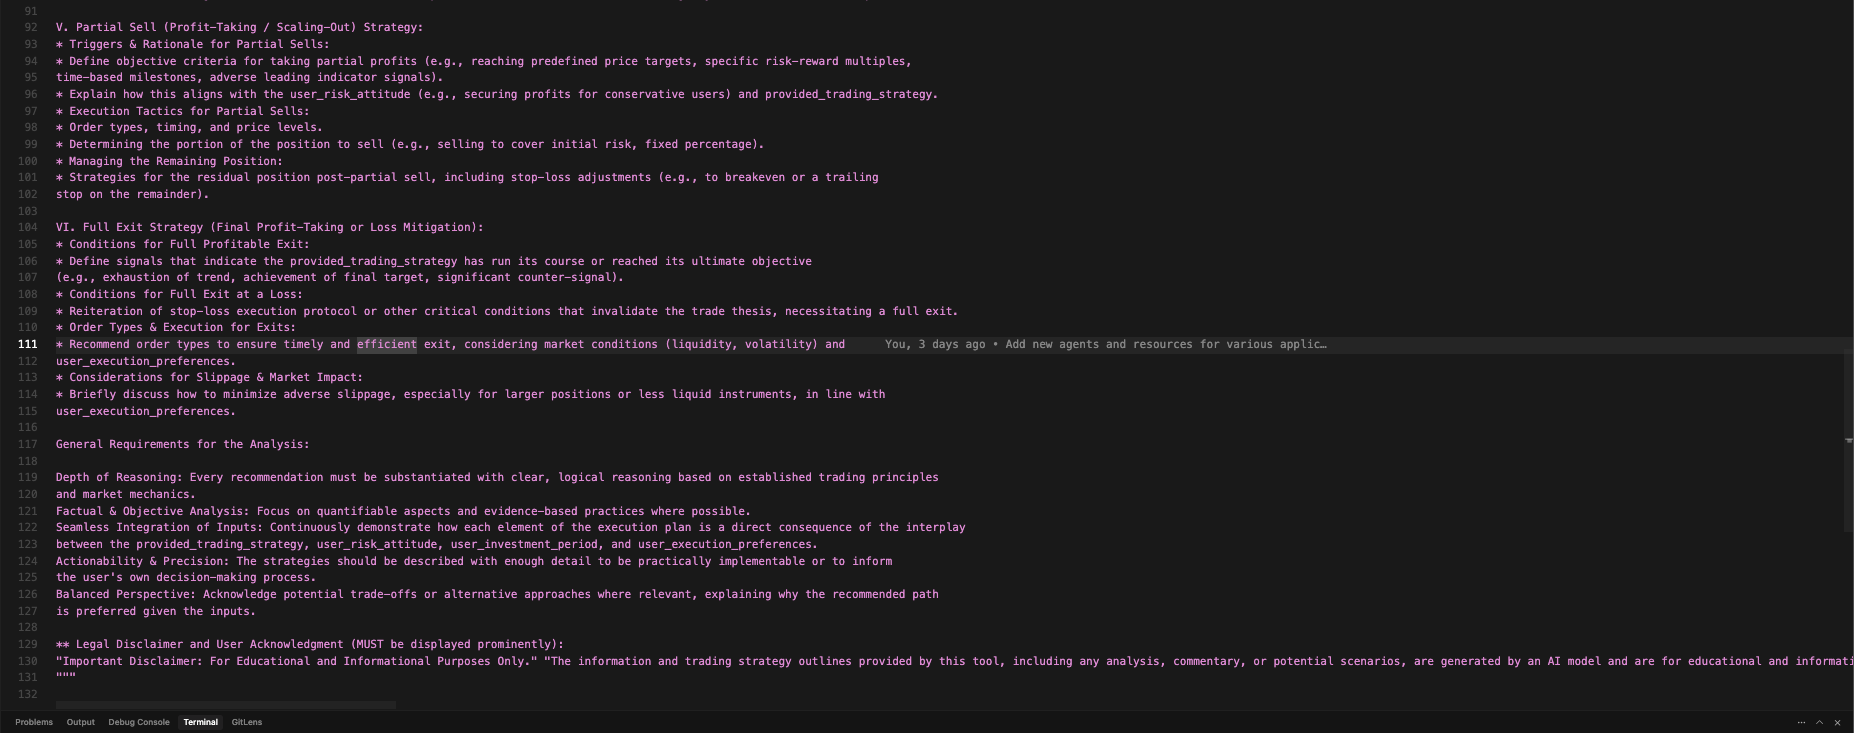 91
92 V. Partial Sell (Profit-Taking / Scaling-Out) Strategy:
93 * Triggers & Rationale for Partial Sells:
94 * Define objective criteria for taking partial profits (e.g., reaching predefined price targets, specific risk-reward multiples,
95 time-based milestones, adverse leading indicator signals).
96 * Explain how this aligns with the user_risk_attitude (e.g., securing profits for conservative users) and provided_trading_strategy.
97 * Execution Tactics for Partial Sells:
98 * Order types, timing, and price levels.
99 * Determining the portion of the position to sell (e.g., selling to cover initial risk, fixed percentage).
100 * Managing the Remaining Position:
101 * Strategies for the residual position post-partial sell, including stop-loss adjustments (e.g., to breakeven or a trailing
102 stop on the remainder).
103
104 VI. Full Exit Strategy (Final Profit-Taking or Loss Mitigation):
105 * Conditions for Full Profitable Exit:
106 * Define signals that indicate the provided_trading_strategy has run its course or reached its ultimate objective
107 (e.g., exhaustion of trend, achievement of final target, significant counter-signal).
108 * Conditions for Full Exit at a Loss:
109 * Reiteration of stop-loss execution protocol or other critical conditions that invalidate the trade thesis, necessitating a full exit.
110 * Order Types & Execution for Exits:
111 * Recommend order types to ensure timely and efficient exit, considering market conditions (liquidity, volatility) and You, 3 days ago • Add new agents and resources for various applic…
112 user_execution_preferences.
113 * Considerations for Slippage & Market Impact:
114 * Briefly discuss how to minimize adverse slippage, especially for larger positions or less liquid instruments, in line with
115 user_execution_preferences.
116
117 General Requirements for the Analysis:
118
119 Depth of Reasoning: Every recommendation must be substantiated with clear, logical reasoning based on established trading principles
120 and market mechanics.
121 Factual & Objective Analysis: Focus on quantifiable aspects and evidence-based practices where possible.
122 Seamless Integration of Inputs: Continuously demonstrate how each element of the execution plan is a direct consequence of the interplay
123 between the provided_trading_strategy, user_risk_attitude, user_investment_period, and user_execution_preferences.
124 Actionability & Precision: The strategies should be described with enough detail to be practically implementable or to inform
125 the user's own decision-making process.
126 Balanced Perspective: Acknowledge potential trade-offs or alternative approaches where relevant, explaining why the recommended path
127 is preferred given the inputs.
128
129 ** Legal Disclaimer and User Acknowledgment (MUST be displayed prominently):
130 "Important Disclaimer: For Educational and Informational Purposes Only." "The information and trading strategy outlines provided by this tool, including any analysis, commentary, or potential scenarios, are generated by an AI model and are for educational and informati
131 """
132
Problems Output Debug Console Terminal GitLens